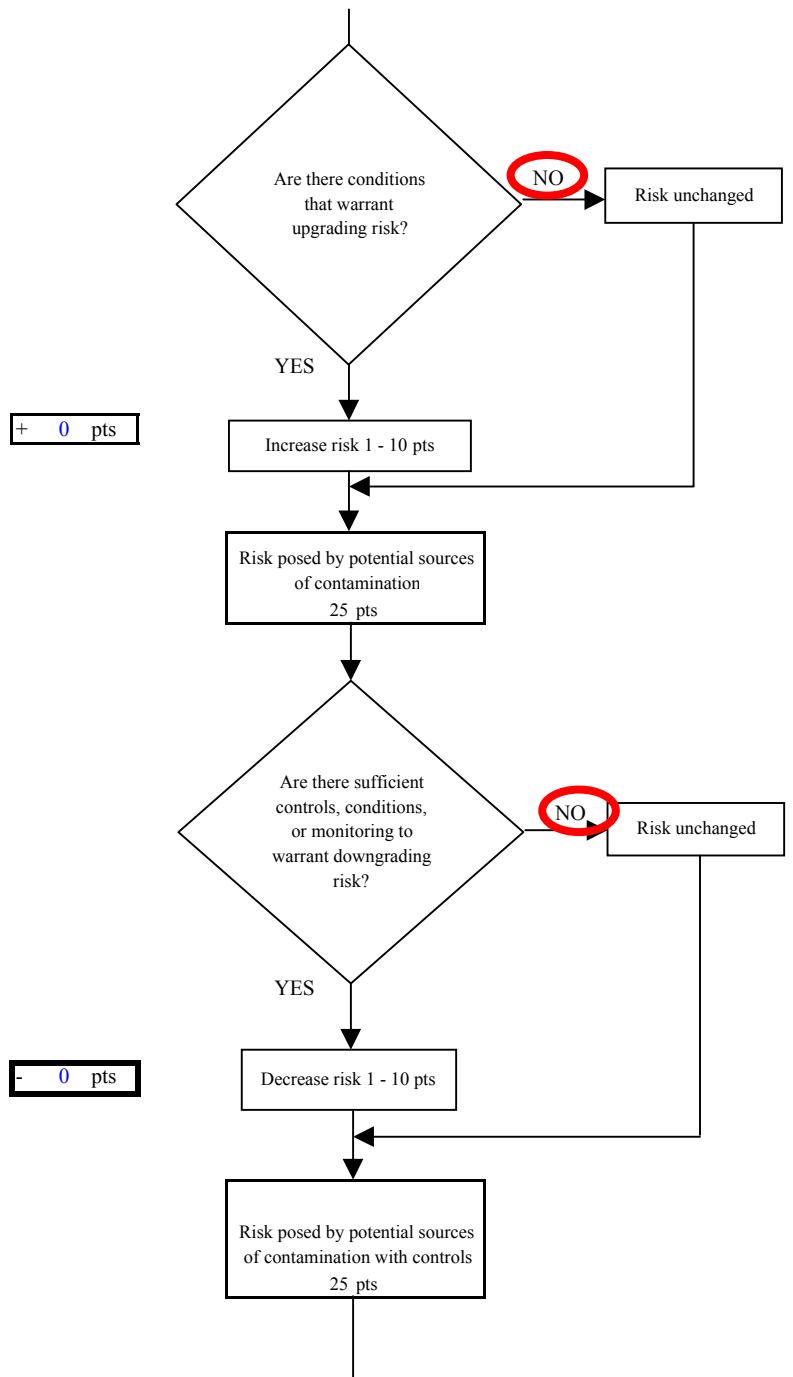 Are there conditions
that warrant
upgrading risk?
NO
Risk unchanged
YES
+ 0 pts
Increase risk 1 - 10 pts
Risk posed by potential sources
of contamination
25 pts
Are there sufficient
controls, conditions,
or monitoring to
warrant downgrading
risk?
NO
Risk unchanged
YES
- 0 pts
Decrease risk 1 - 10 pts
Risk posed by potential sources
of contamination with controls
25 pts